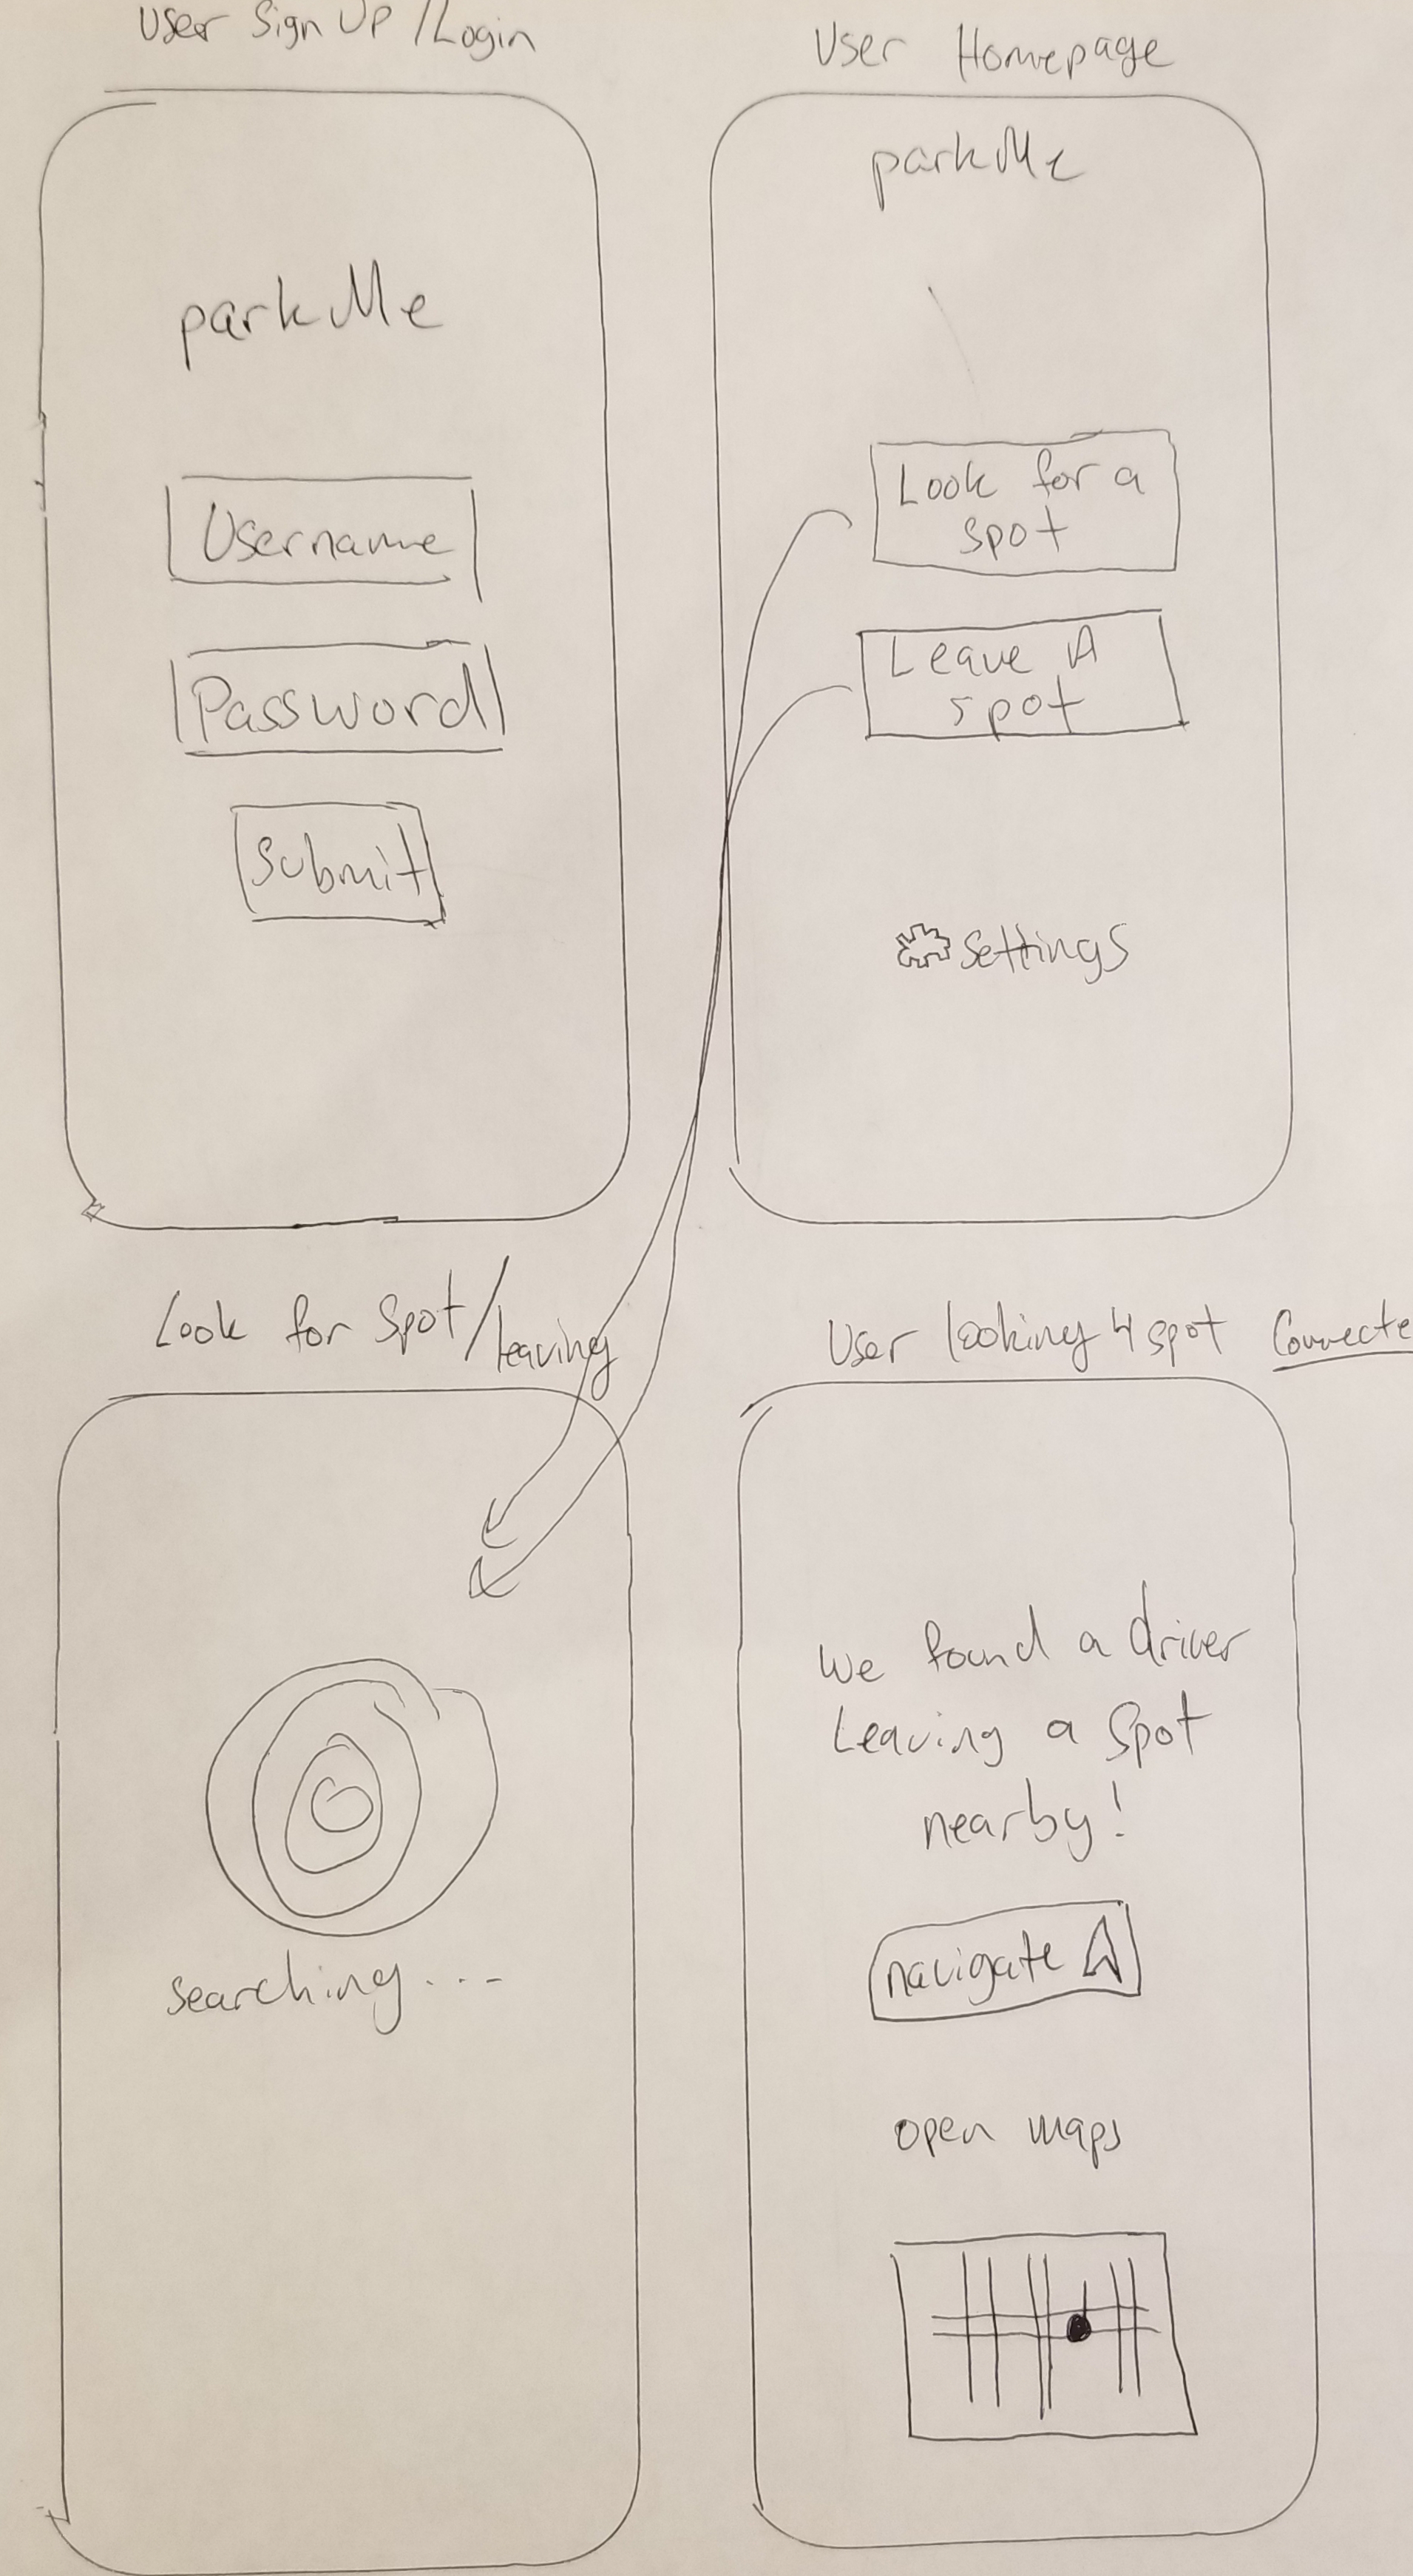 User Sign Up / Login
parkMe
Username
Password
Submit
User Homepage
parkMe
Look for a
spot
Leave A
spot
Settings
Look for Spot/
leaving
searching...
User looking 4 spot Connecte
We found a driver
Leaving a Spot
nearby!
navigate
open maps